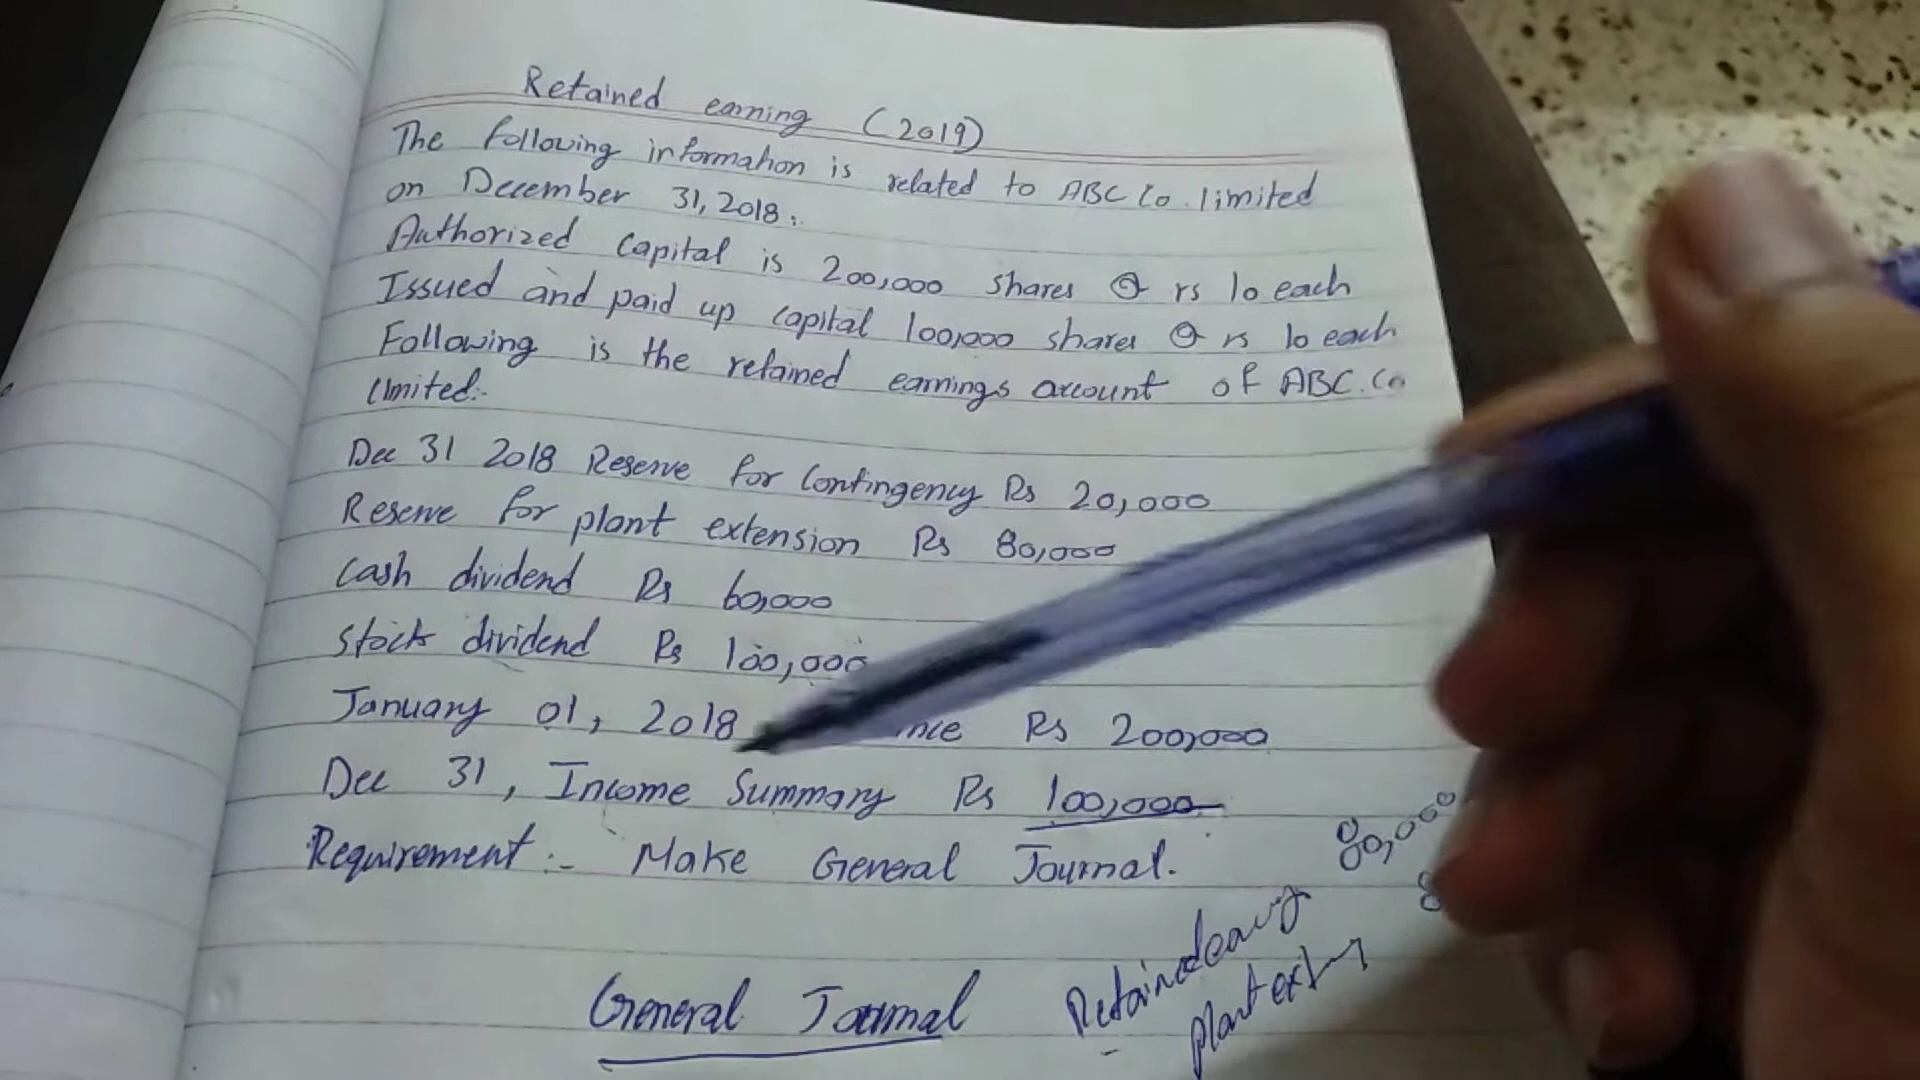 Retained earning (2019)
The following information is related to ABC Co. limited
on December 31, 2018:
Authorized capital is 200,000 shares @ rs 10 each
Issued and paid up capital 100,000 shares @ rs 10 each
Following is the retained earnings account of ABC. Co
limited:-
Dec 31 2018 Reserve for contingency Rs 20,000
Reserve for plant extension Rs 80,000
Cash dividend Rs 60,000
Stock dividend Rs 100,000
January 01, 2018 Rs 200,000
Dec 31, Income Summary Rs 100,000
Requirement:- Make General Journal.
80,000
8
General Journal
Retained
Plant